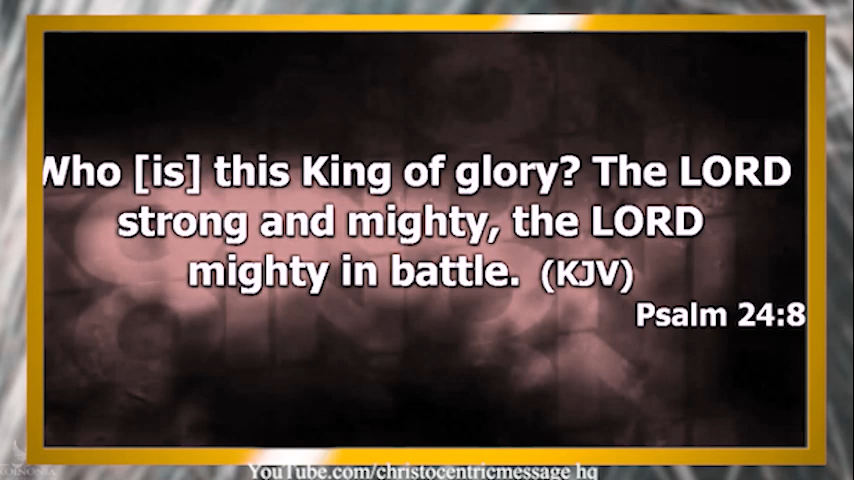 Who [is] this King of glory? The LORD
strong and mighty, the LORD
mighty in battle. (KJV)
Psalm 24:8
KOINONIA
YouTube.com/christocentricmessage hq